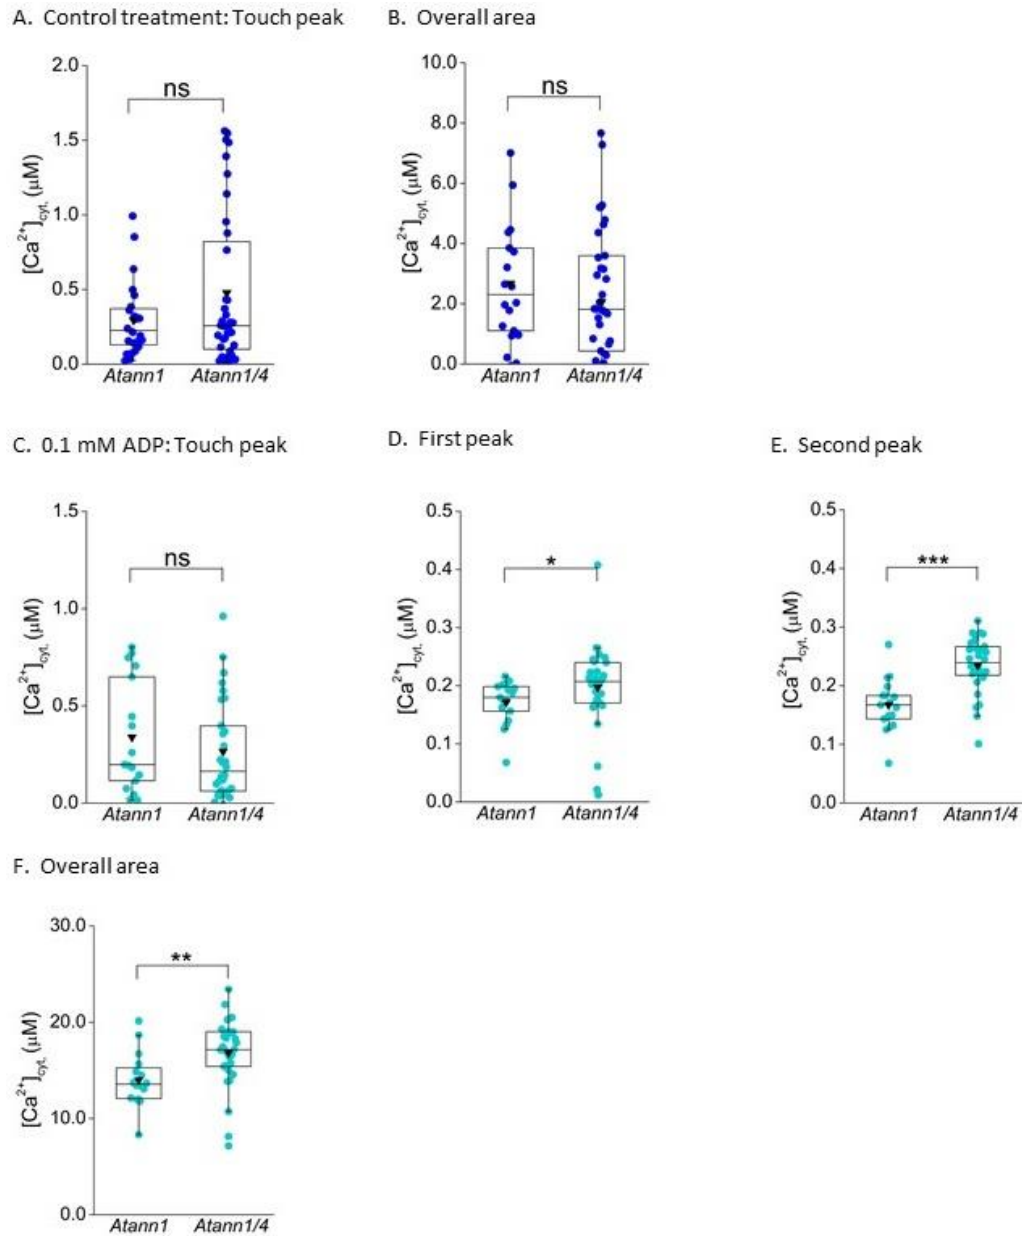 A. Control treatment: Touch peak
B. Overall area
2.0
1.5
1.0
0.5
0.0
[Ca²⁺]cyt. (μM)
ns
Atann1
Atann1/4
10.0
8.0
6.0
4.0
2.0
0.0
[Ca²⁺]cyt. (μM)
ns
Atann1
Atann1/4
C. 0.1 mM ADP: Touch peak
D. First peak
E. Second peak
1.5
1.0
0.5
0.0
[Ca²⁺]cyt. (μM)
ns
Atann1
Atann1/4
0.5
0.4
0.3
0.2
0.1
0.0
[Ca²⁺]cyt. (μM)
*
Atann1
Atann1/4
0.5
0.4
0.3
0.2
0.1
0.0
[Ca²⁺]cyt. (μM)
***
Atann1
Atann1/4
F. Overall area
30.0
20.0
10.0
0.0
[Ca²⁺]cyt. (μM)
**
Atann1
Atann1/4